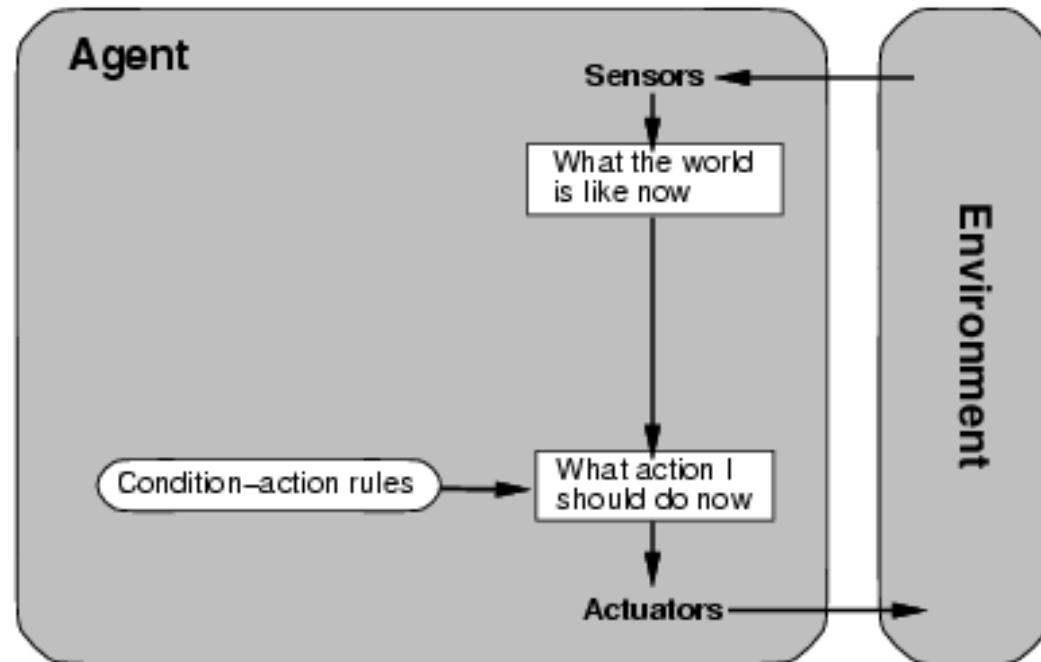 Agent
Sensors
What the world
is like now
Environment
Condition–action rules
What action I
should do now
Actuators